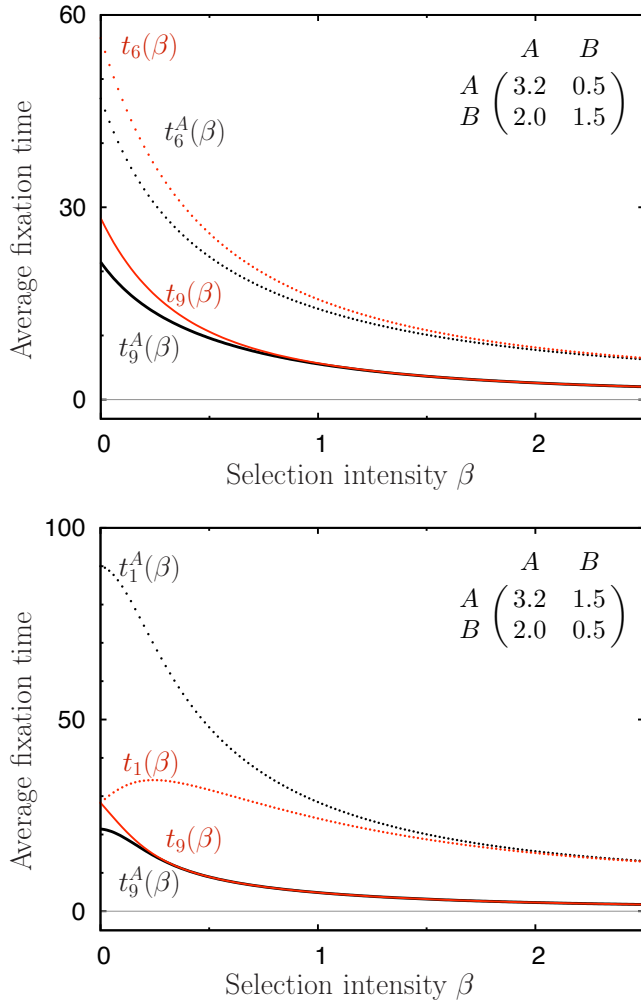 60
t_6(β)
A B
A 3.2 0.5
B 2.0 1.5
t_6^A(β)
30
t_9(β)
t_9^A(β)
0
Average fixation time
0 1 2
Selection intensity β
100
t_1^A(β)
A B
A 3.2 1.5
B 2.0 0.5
50
t_1(β)
t_9(β)
t_9^A(β)
0
Average fixation time
0 1 2
Selection intensity β